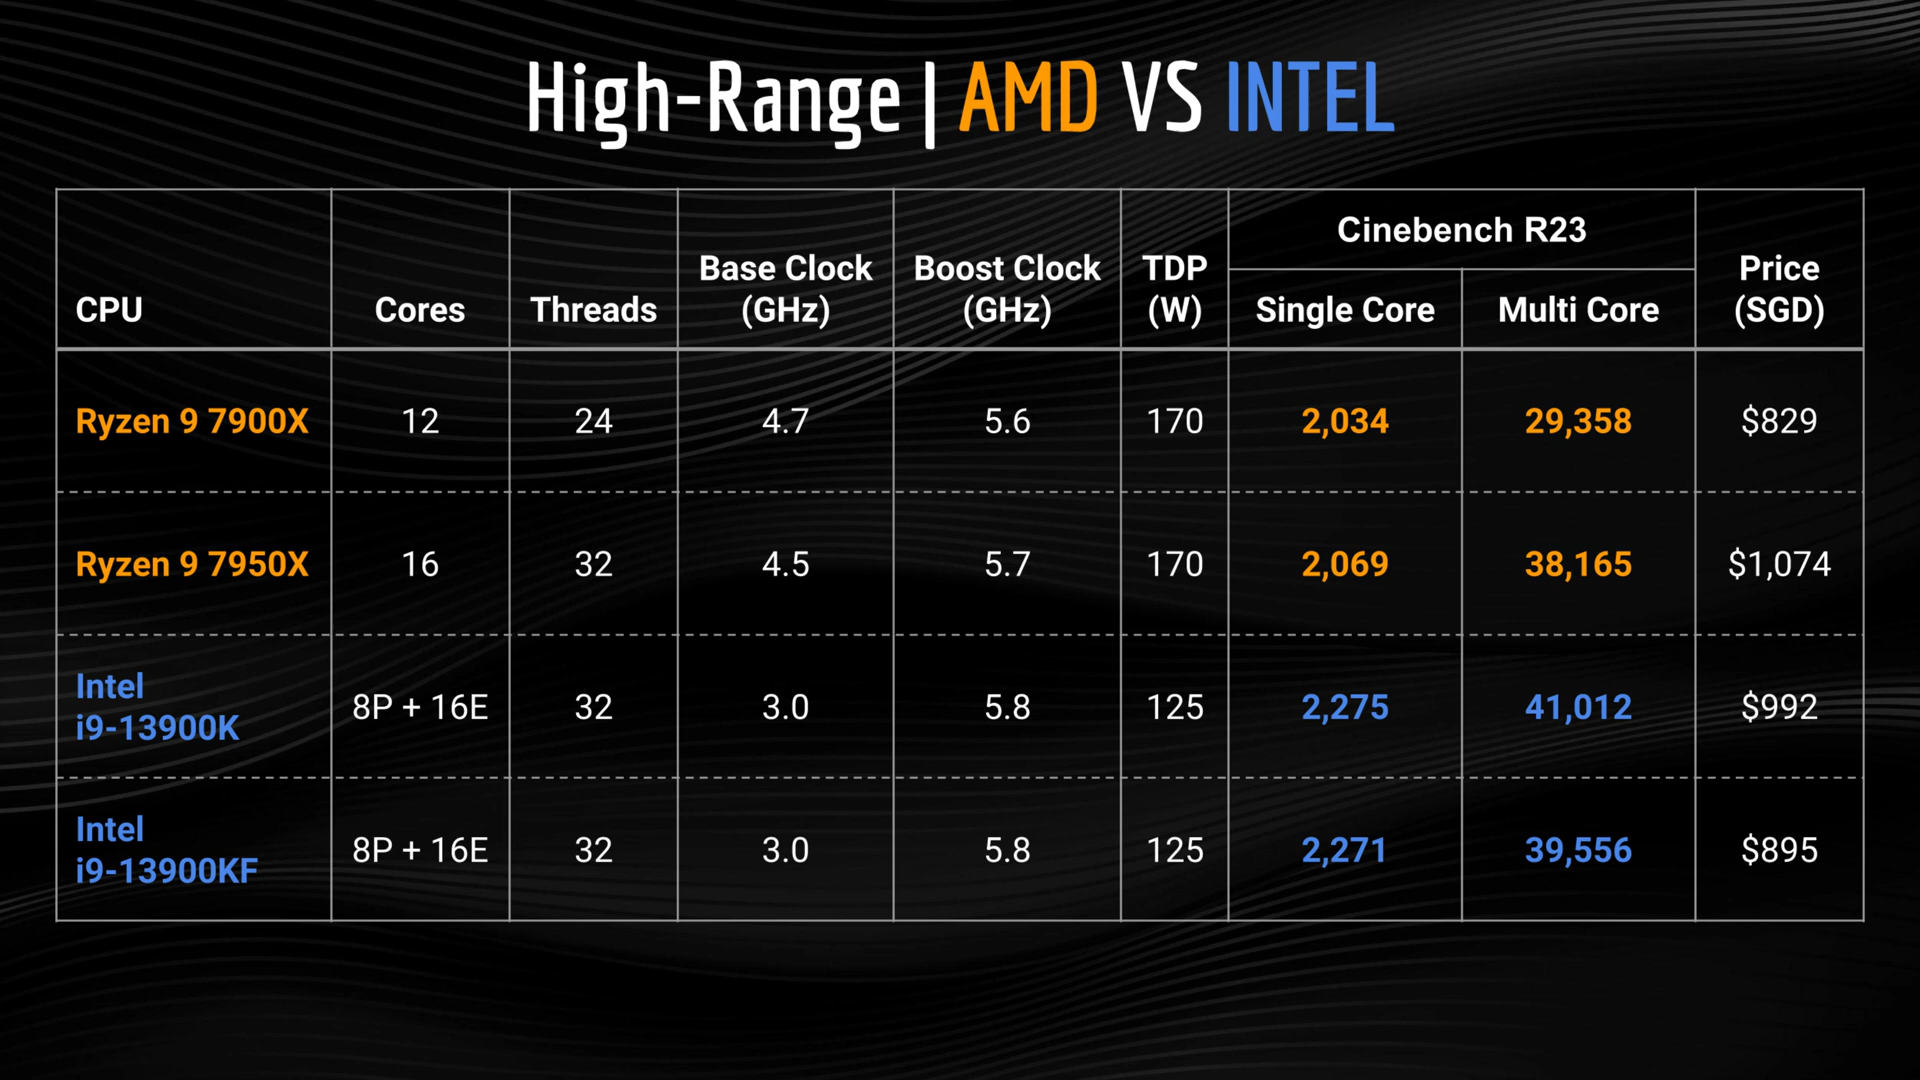 High-Range | AMD VS INTEL
CPU
Cores
Threads
Base Clock
(GHz)
Boost Clock
(GHz)
TDP
(W)
Cinebench R23
Single Core
Multi Core
Price
(SGD)
Ryzen 9 7900X 12 24 4.7 5.6 170 2,034 29,358 $829
Ryzen 9 7950X 16 32 4.5 5.7 170 2,069 38,165 $1,074
Intel
i9-13900K
8P + 16E 32 3.0 5.8 125 2,275 41,012 $992
Intel
i9-13900KF
8P + 16E 32 3.0 5.8 125 2,271 39,556 $895